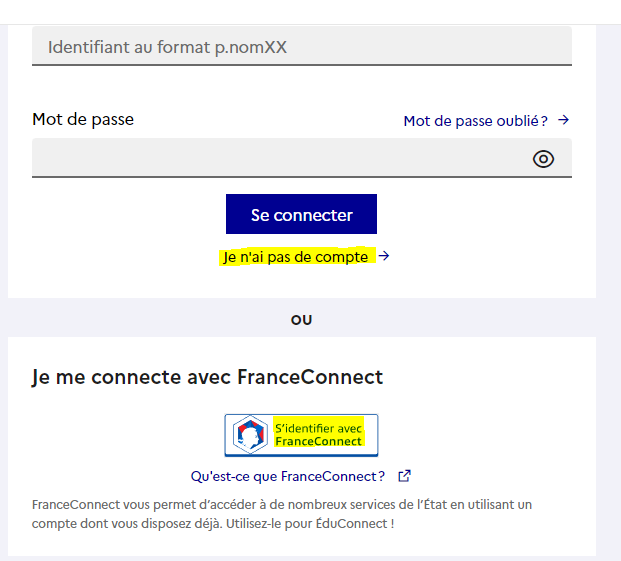 Identifiant au format p.nomXX
Mot de passe
Mot de passe oublié ? →
Se connecter
Je n'ai pas de compte →
OU
Je me connecte avec FranceConnect
S'identifier avec
FranceConnect
Qu'est-ce que FranceConnect ?
FranceConnect vous permet d'accéder à de nombreux services de l'État en utilisant un
compte dont vous disposez déjà. Utilisez-le pour ÉduConnect !